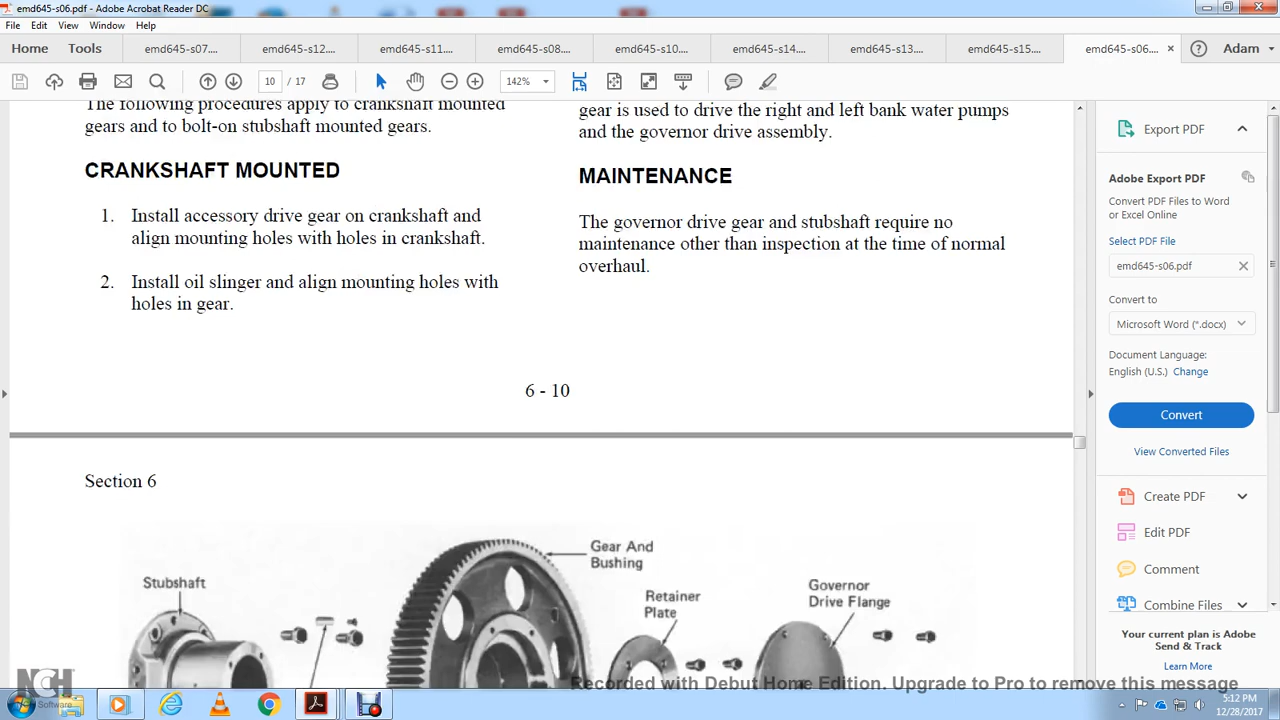 emd645-s06.pdf - Adobe Acrobat Reader DC
File Edit View Window Help
Home Tools emd645-s07.... emd645-s12.... emd645-s11.... emd645-s08.... emd645-s10.... emd645-s14.... emd645-s13.... emd645-s15.... emd645-s06.... × ? Adam
10 / 17 142%
The following procedures apply to crankshaft mounted
gears and to bolt-on stubshaft mounted gears.
CRANKSHAFT MOUNTED
1. Install accessory drive gear on crankshaft and
align mounting holes with holes in crankshaft.
2. Install oil slinger and align mounting holes with
holes in gear.
gear is used to drive the right and left bank water pumps
and the governor drive assembly.
MAINTENANCE
The governor drive gear and stubshaft require no
maintenance other than inspection at the time of normal
overhaul.
6 - 10
Section 6
Gear And
Bushing
Stubshaft
Retainer
Plate
Governor
Drive Flange
Export PDF
Adobe Export PDF
Convert PDF Files to Word
or Excel Online
Select PDF File
emd645-s06.pdf
Convert to
Microsoft Word (*.docx)
Document Language:
English (U.S.) Change
Convert
View Converted Files
Create PDF
Edit PDF
Comment
Combine Files
Your current plan is Adobe
Send & Track
Learn More
Recorded with Debut Home Edition. Upgrade to Pro to remove this message
NCH
Software
5:12 PM
12/28/2017